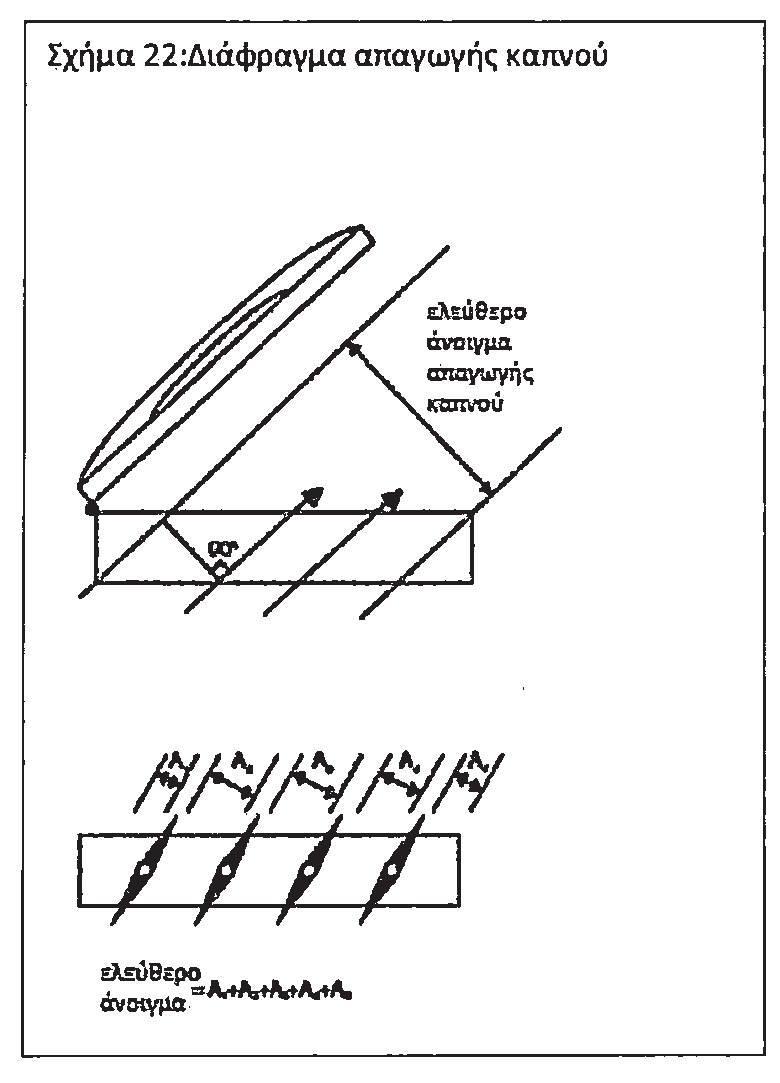 Σχήμα 22:Διάφραγμα απαγωγής καπνού
ελεύθερο
άνοιγμα
απαγωγής
καπνού
90°
ελεύθερο
άνοιγμα